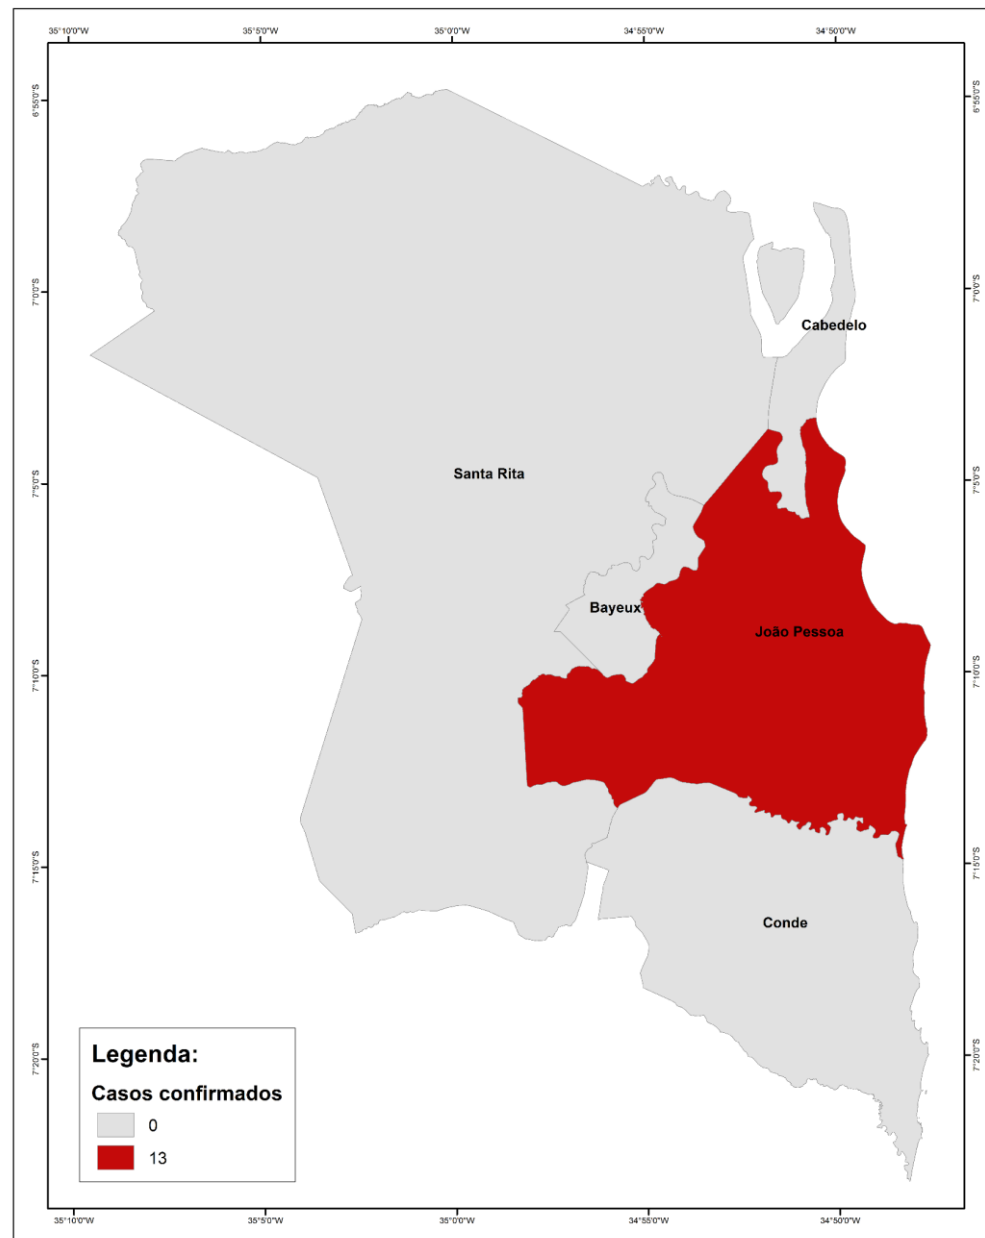 35°10'0"W 35°5'0"W 35°0'0"W 34°55'0"W 34°50'0"W
6°55'0"S 6°55'0"S
7°0'0"S 7°0'0"S
Cabedelo
Santa Rita
7°5'0"S 7°5'0"S
Bayeux
João Pessoa
7°10'0"S 7°10'0"S
7°15'0"S 7°15'0"S
Conde
Legenda:
7°20'0"S 7°20'0"S
Casos confirmados
0
13
35°10'0"W 35°5'0"W 35°0'0"W 34°55'0"W 34°50'0"W